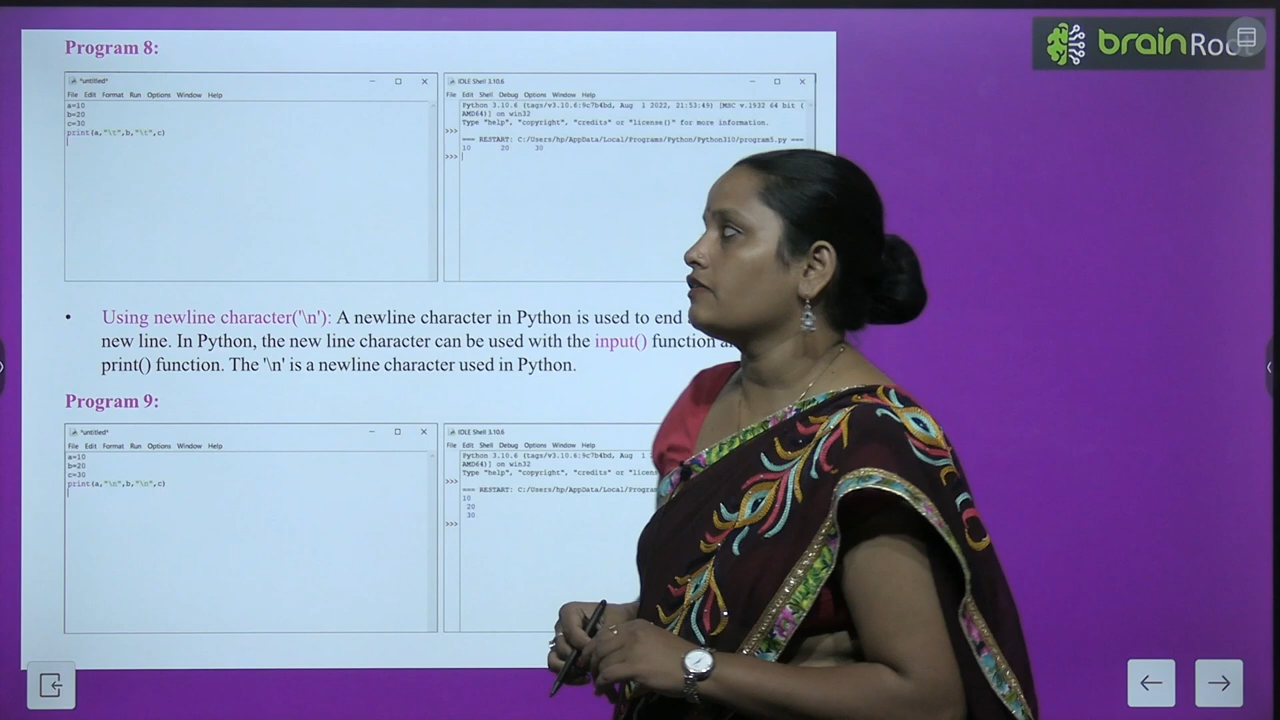 Program 8:
brainRoot
*untitled*
File Edit Format Run Options Window Help
a=10
b=20
c=30
print(a,"\t",b,"\t",c)
IDLE Shell 3.10.6
File Edit Shell Debug Options Window Help
Python 3.10.6 (tags/v3.10.6:9c7b4bd, Aug 1 2022, 21:53:49) [MSC v.1932 64 bit (
AMD64)] on win32
Type "help", "copyright", "credits" or "license()" for more information.
>>>
=== RESTART: C:/Users/hp/AppData/Local/Programs/Python/Python310/program5.py ===
10 20 30
>>>
• Using newline character('\n'): A newline character in Python is used to end
new line. In Python, the new line character can be used with the input() function
print() function. The '\n' is a newline character used in Python.
Program 9:
*untitled*
File Edit Format Run Options Window Help
a=10
b=20
c=30
print(a,"\n",b,"\n",c)
IDLE Shell 3.10.6
File Edit Shell Debug Options Window Help
Python 3.10.6 (tags/v3.10.6:9c7b4bd, Aug 1
AMD64)] on win32
Type "help", "copyright", "credits" or "licens
>>>
=== RESTART: C:/Users/hp/AppData/Local/Program
10
20
30
>>>